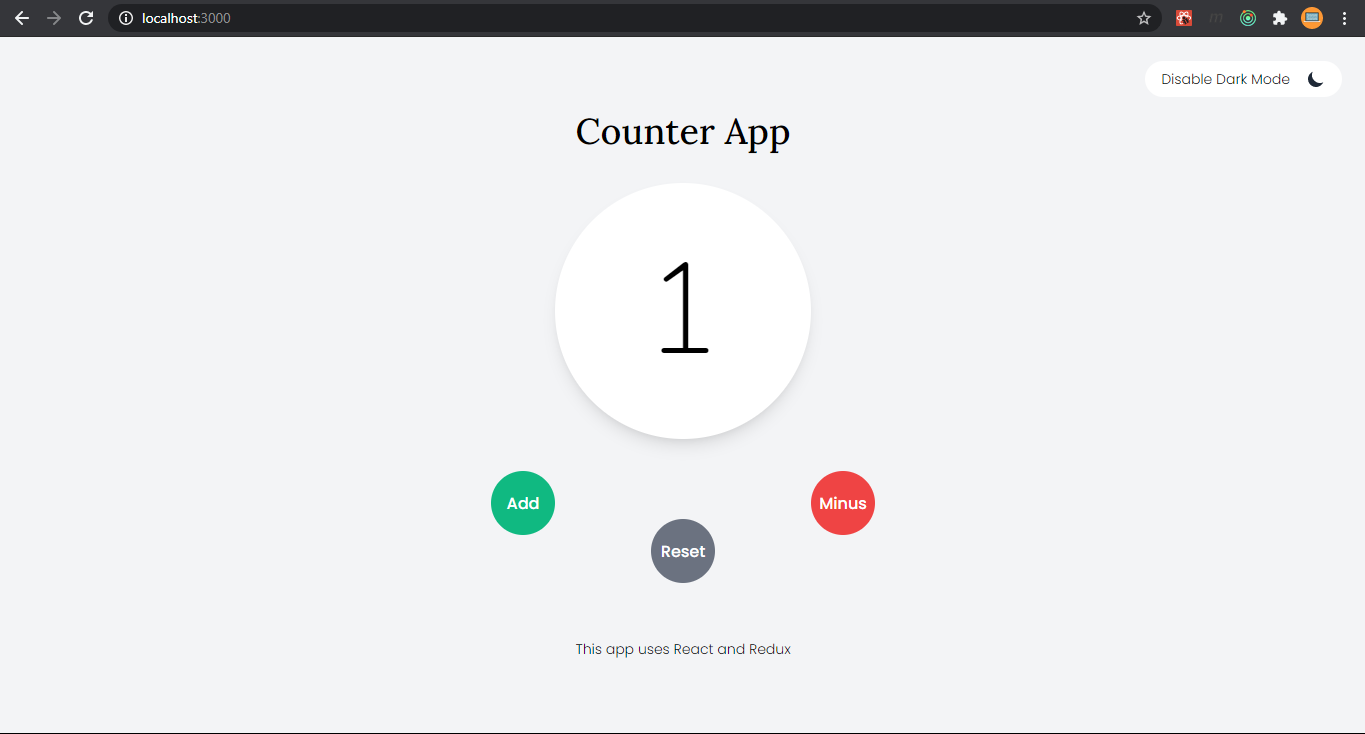 localhost:3000
Disable Dark Mode
Counter App
1
Add
Minus
Reset
This app uses React and Redux